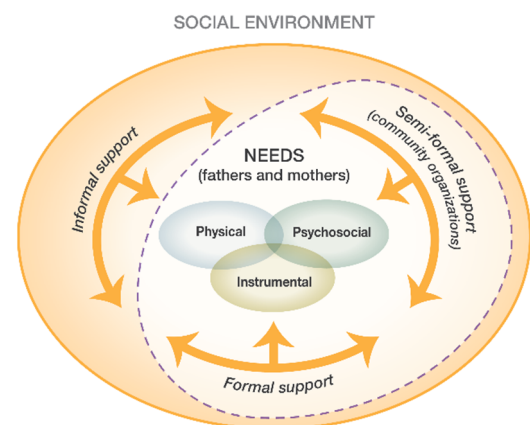 SOCIAL ENVIRONMENT
Informal support
Semi-formal support
(community organizations)
NEEDS
(fathers and mothers)
Physical
Psychosocial
Instrumental
Formal support